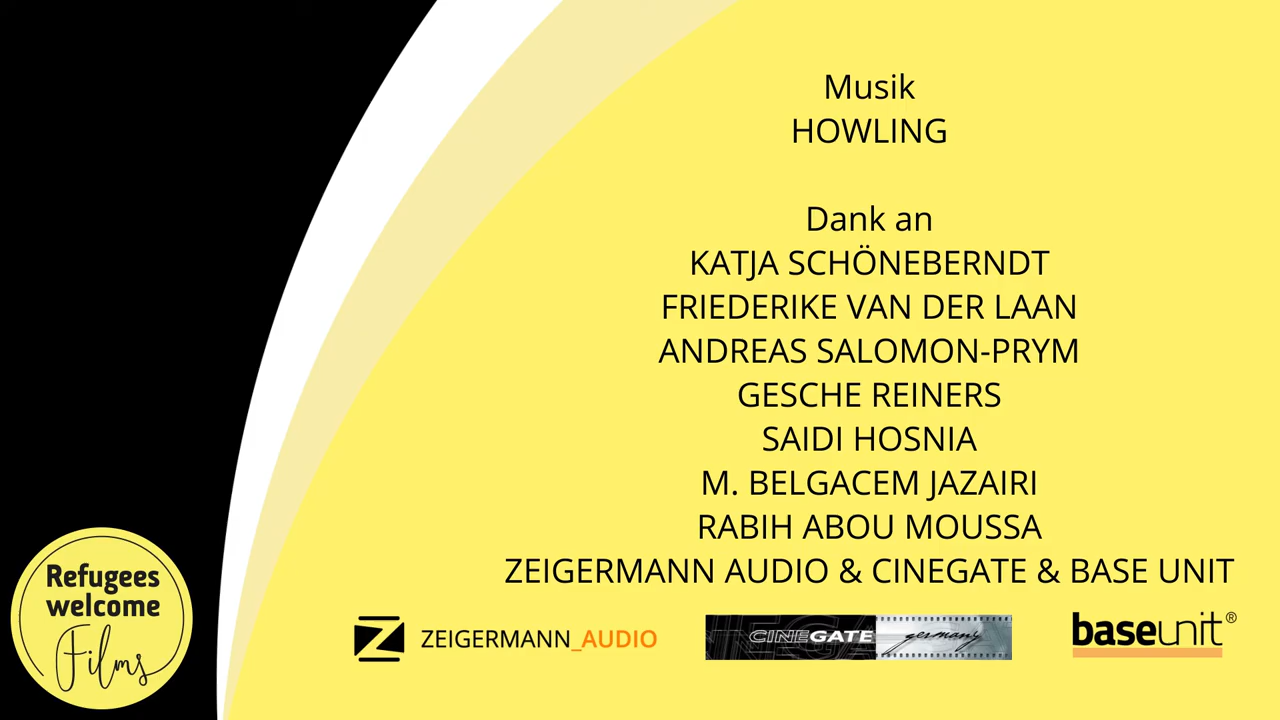 Musik
HOWLING
Dank an
KATJA SCHÖNEBERNDT
FRIEDERIKE VAN DER LAAN
ANDREAS SALOMON-PRYM
GESCHE REINERS
SAIDI HOSNIA
M. BELGACEM JAZAIRI
RABIH ABOU MOUSSA
ZEIGERMANN AUDIO & CINEGATE & BASE UNIT
Refugees
welcome
Films
ZEIGERMANN_AUDIO
CINEGATE germany
baseunit®